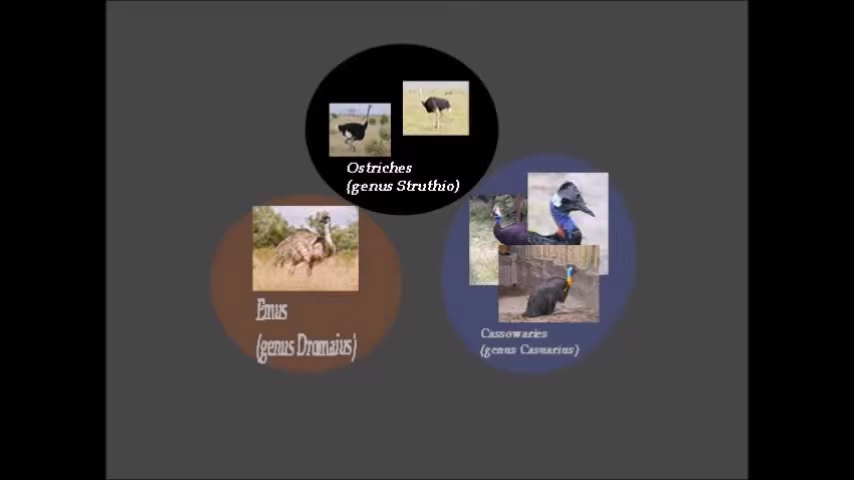 Ostriches
(genus Struthio)
Emus
(genus Dromaius)
Cassowaries
(genus Casuarius)